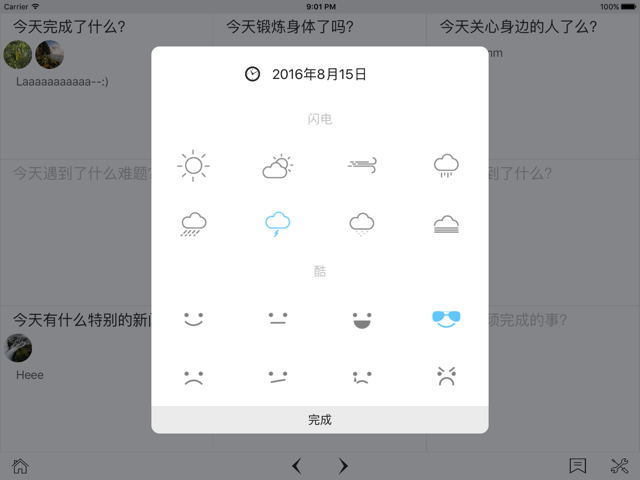 Carrier 9:01 PM 100%
今天完成了什么? 今天锻炼身体了吗? 今天关心身边的人了么?
Laaaaaaaaaaa--:)
2016年8月15日
闪电
今天遇到了什么难题?
到了什么?
酷
今天有什么特别的新
完成的事?
Heee
完成